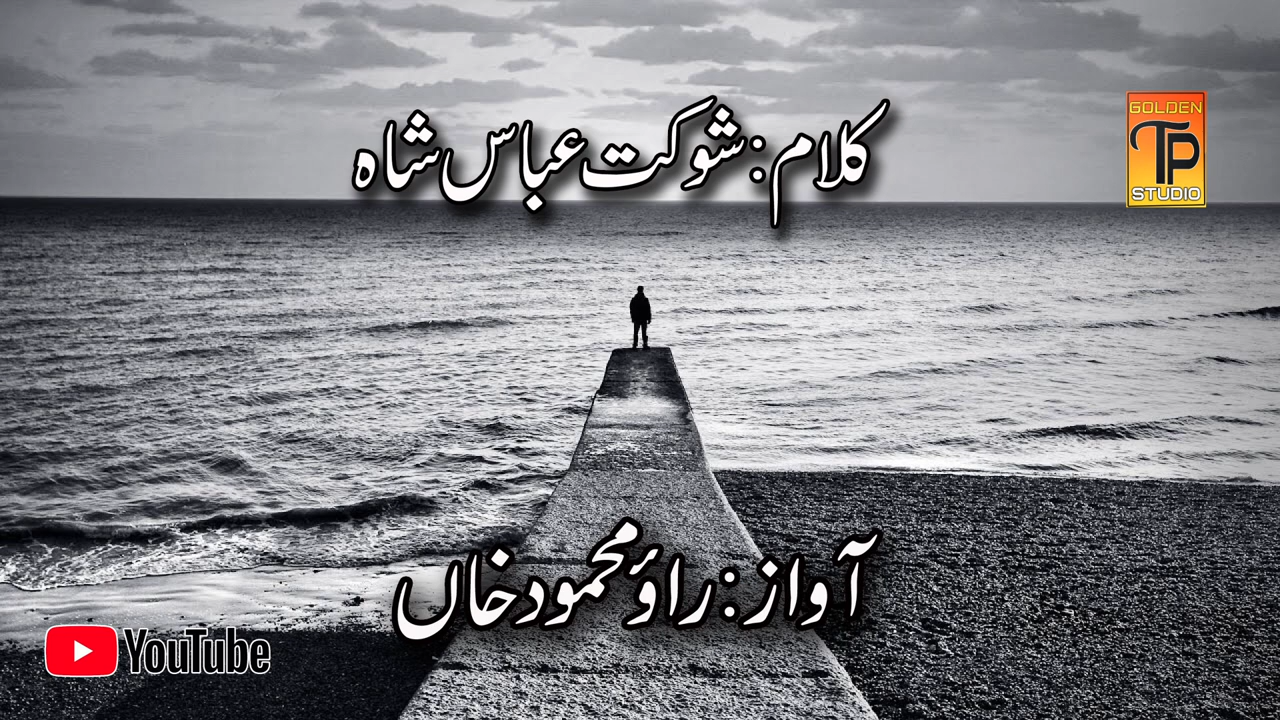 کلام: شوکت عباس شاہ
GOLDEN
TP
STUDIO
آواز: راؤ محمود خاں
YouTube